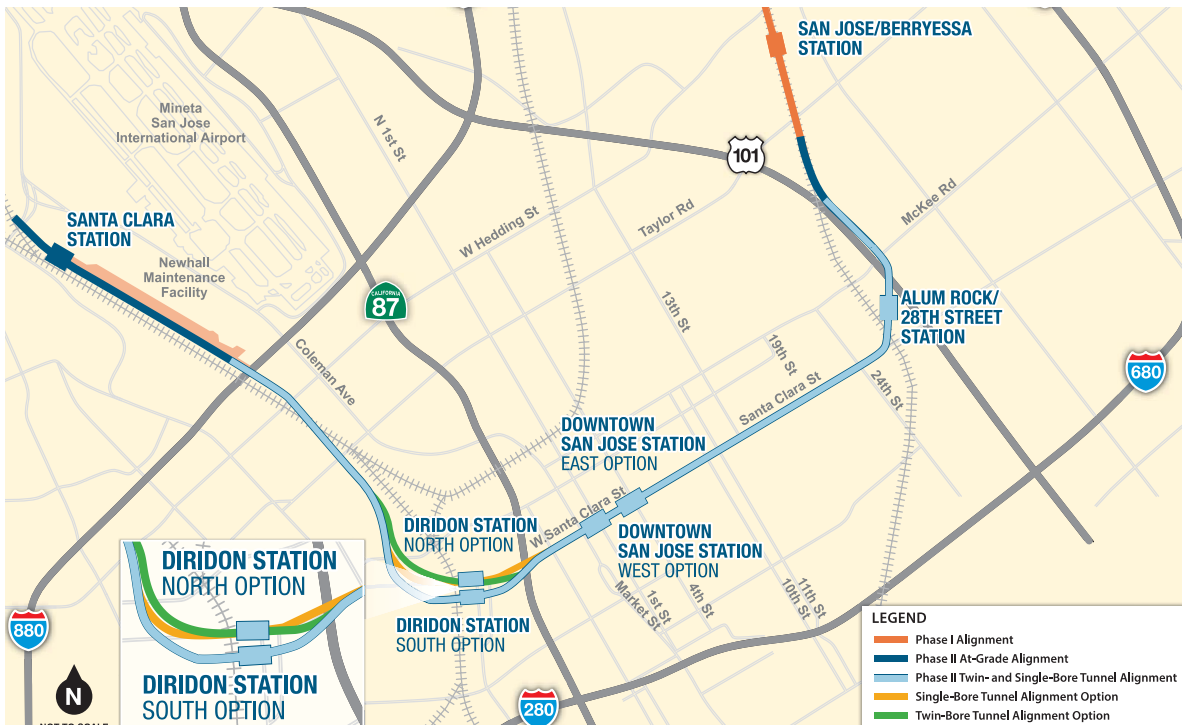 SAN JOSE/BERRYESSA
STATION
Mineta
San Jose
International Airport
N 1st St
101
McKee Rd
Taylor Rd
W Hedding St
SANTA CLARA
STATION
Newhall
Maintenance
Facility
CALIFORNIA
87
ALUM ROCK/
28TH STREET
STATION
13th St
19th St
24th St
Coleman Ave
680
Santa Clara St
DOWNTOWN
SAN JOSE STATION
EAST OPTION
W.Santa Clara St
DIRIDON STATION
NORTH OPTION
DOWNTOWN
SAN JOSE STATION
WEST OPTION
DIRIDON STATION
NORTH OPTION
11th St
10th St
4th St
1st St
Market St
DIRIDON STATION
SOUTH OPTION
880
DIRIDON STATION
SOUTH OPTION
280
N
NOT TO SCALE
LEGEND
Phase I Alignment
Phase II At-Grade Alignment
Phase II Twin- and Single-Bore Tunnel Alignment
Single-Bore Tunnel Alignment Option
Twin-Bore Tunnel Alignment Option